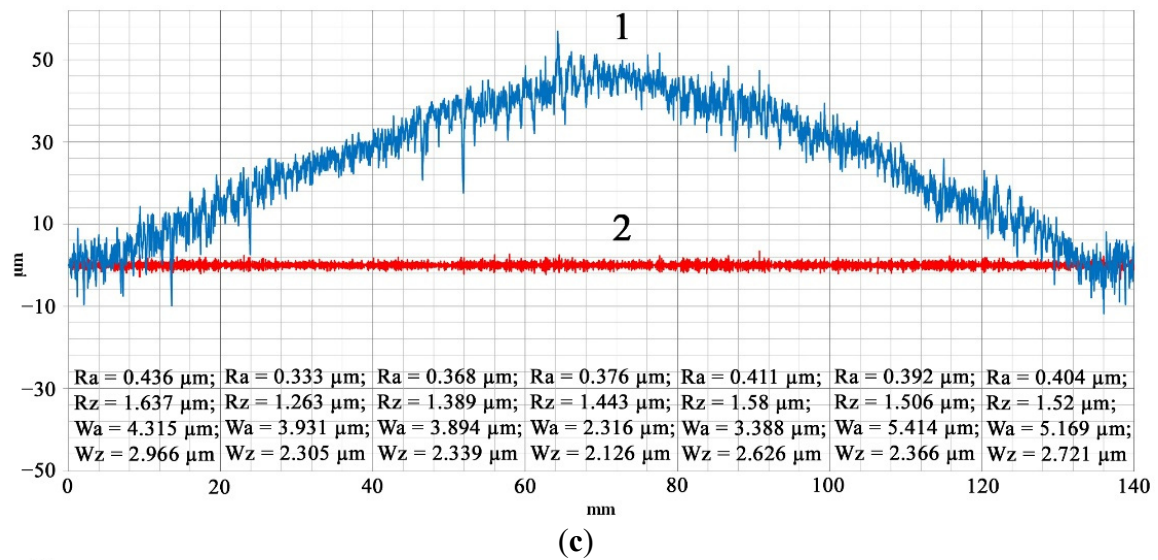 1
50
30
10
2
μm
−10
Ra = 0.436 μm; Ra = 0.333 μm; Ra = 0.368 μm; Ra = 0.376 μm; Ra = 0.411 μm; Ra = 0.392 μm; Ra = 0.404 μm;
−30
Rz = 1.637 μm; Rz = 1.263 μm; Rz = 1.389 μm; Rz = 1.443 μm; Rz = 1.58 μm; Rz = 1.506 μm; Rz = 1.52 μm;
Wa = 4.315 μm; Wa = 3.931 μm; Wa = 3.894 μm; Wa = 2.316 μm; Wa = 3.388 μm; Wa = 5.414 μm; Wa = 5.169 μm;
Wz = 2.966 μm Wz = 2.305 μm Wz = 2.339 μm Wz = 2.126 μm Wz = 2.626 μm Wz = 2.366 μm Wz = 2.721 μm
−50
0 20 40 60 80 100 120 140
mm
(c)